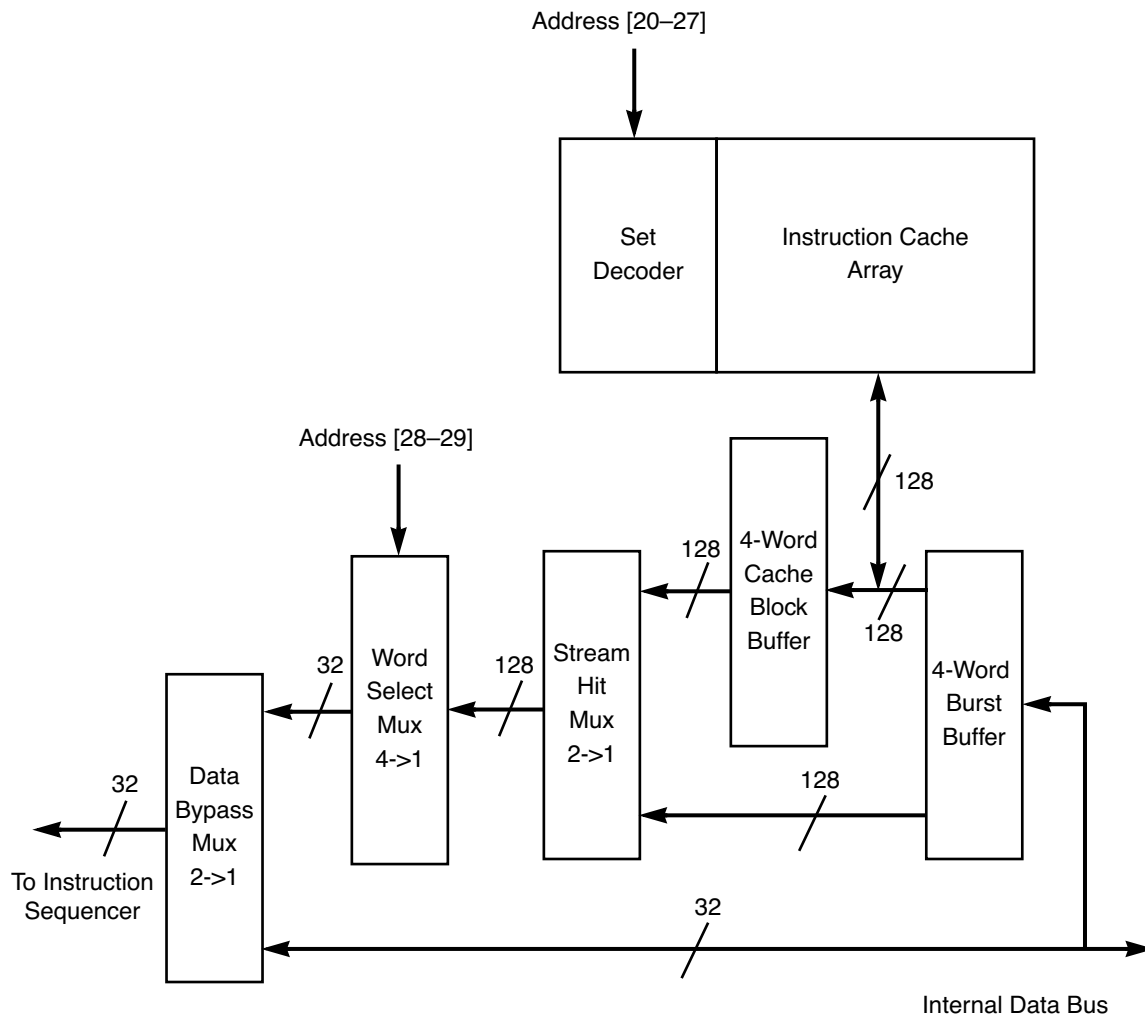 Address [20–27]
Set
Decoder
Instruction Cache
Array
Address [28–29]
128
128
4-Word
Cache
Block
Buffer
128
32
Word
Select
Mux
4->1
128
Stream
Hit
Mux
2->1
4-Word
Burst
Buffer
128
32
Data
Bypass
Mux
2->1
To Instruction
Sequencer
32
Internal Data Bus